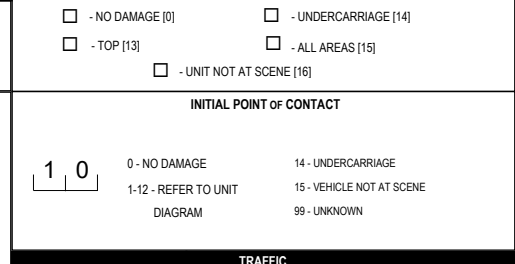 ☐ - NO DAMAGE [0] ☐ - UNDERCARRIAGE [14]
☐ - TOP [13] ☐ - ALL AREAS [15]
☐ - UNIT NOT AT SCENE [16]
INITIAL POINT OF CONTACT
1 0
0 - NO DAMAGE 14 - UNDERCARRIAGE
1-12 - REFER TO UNIT 15 - VEHICLE NOT AT SCENE
DIAGRAM 99 - UNKNOWN
TRAFFIC